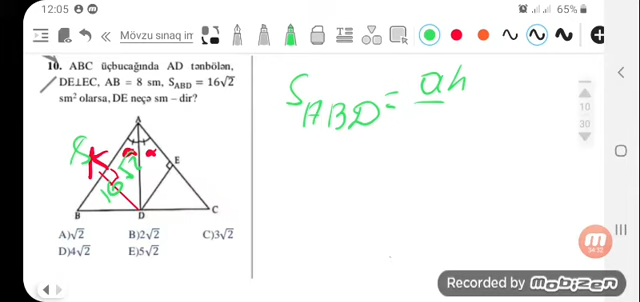 12:05
65%
Mövzu sınaq im
10. ABC üçbucağında AD tənbölən,
DE⊥EC, AB = 8 sm, S_ABD = 16√2
sm² olarsa, DE neçə sm – dir?
A
8 K α α E
16√2
B D C
A)√2 B)2√2 C)3√2
D)4√2 E)5√2
S_ABD = ah
10
30
54:52
Recorded by mobizen